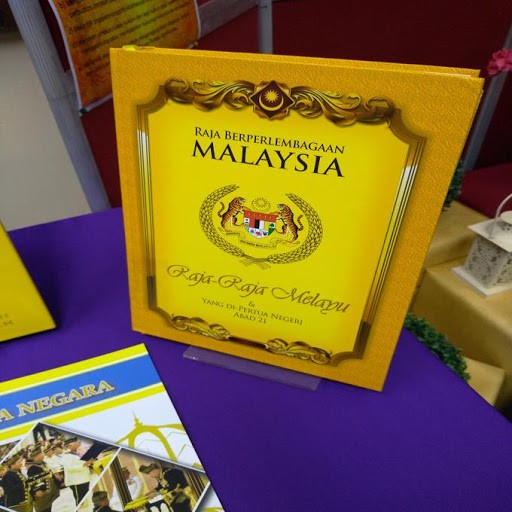 RAJA BERPERLEMBAGAAN
MALAYSIA
Raja-Raja Melayu
&
YANG DI-PERTUA NEGERI
ABAD 21
A NEGARA